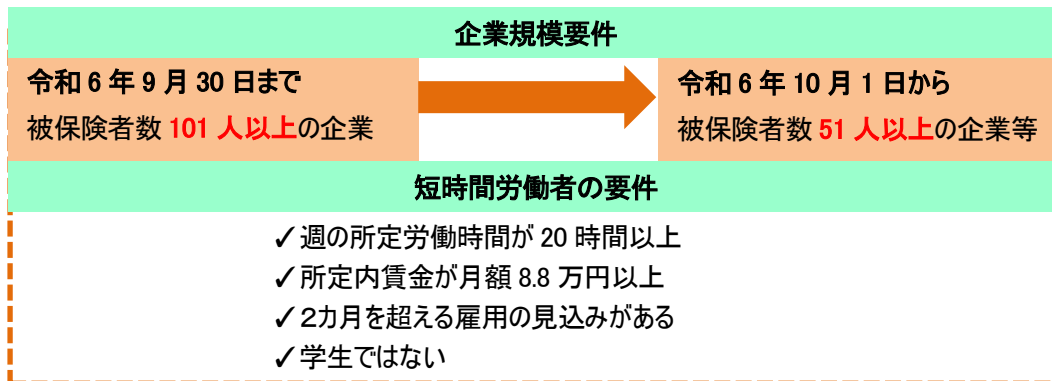 企業規模要件
令和6年9月30日まで
被保険者数 101 人以上の企業
令和6年10月1日から
被保険者数 51 人以上の企業等
短時間労働者の要件
✓週の所定労働時間が 20 時間以上
✓所定内賃金が月額 8.8 万円以上
✓2カ月を超える雇用の見込みがある
✓学生ではない